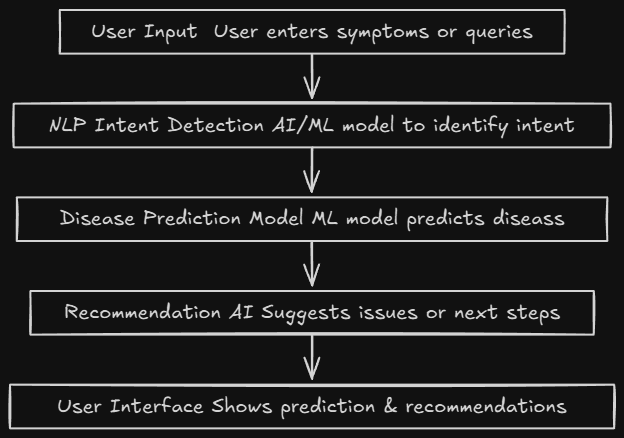 User Input User enters symptoms or queries
NLP Intent Detection AI/ML model to identify intent
Disease Prediction Model ML model predicts diseass
Recommendation AI Suggests issues or next steps
User Interface Shows prediction & recommendations